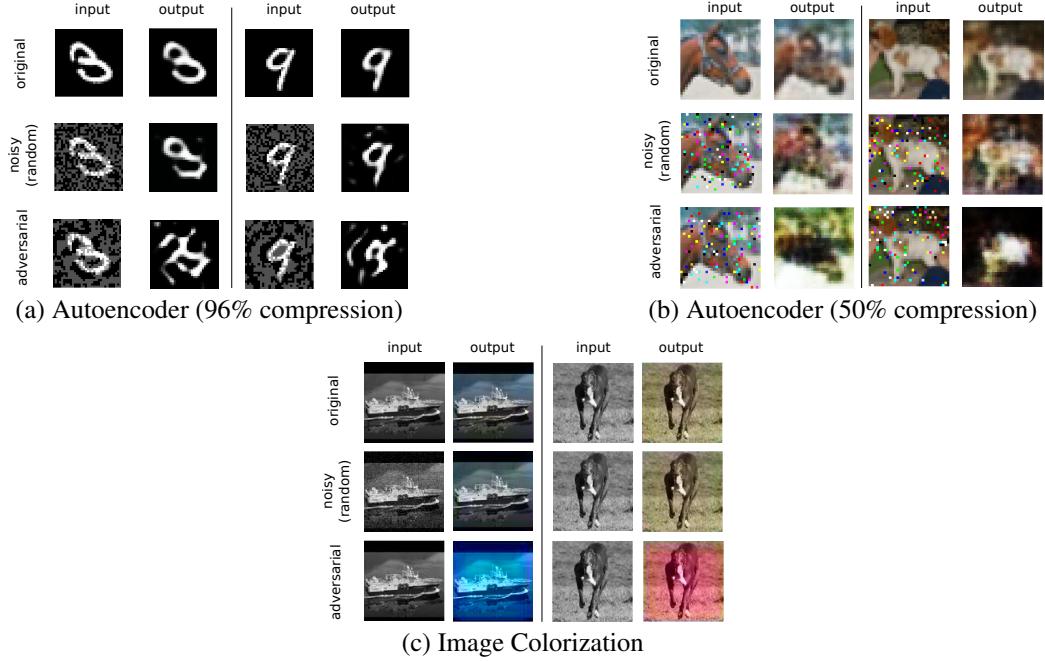 input output input output
original
noisy
(random)
adversarial
(a) Autoencoder (96% compression)
input output input output
original
noisy
(random)
adversarial
(b) Autoencoder (50% compression)
input output input output
original
noisy
(random)
adversarial
(c) Image Colorization